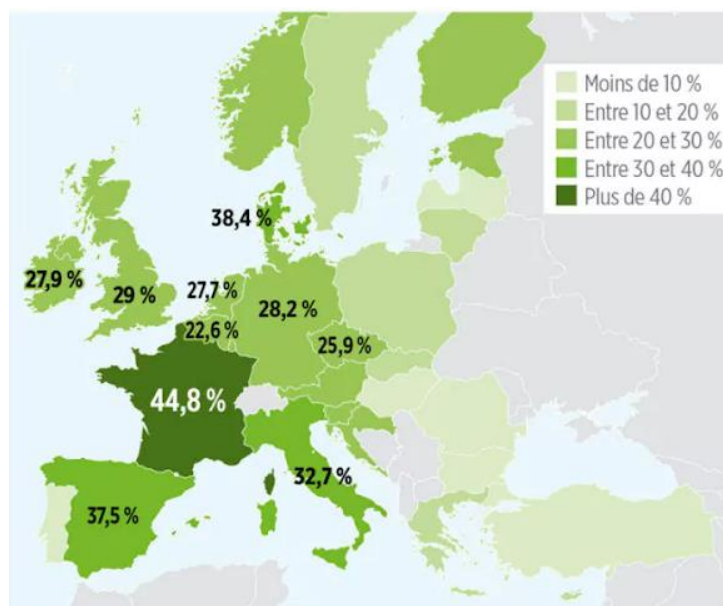 Moins de 10 %
Entre 10 et 20 %
Entre 20 et 30 %
Entre 30 et 40 %
Plus de 40 %
38,4 %
27,9 %
29 %
27,7 %
28,2 %
22,6 %
25,9 %
44,8 %
32,7 %
37,5 %